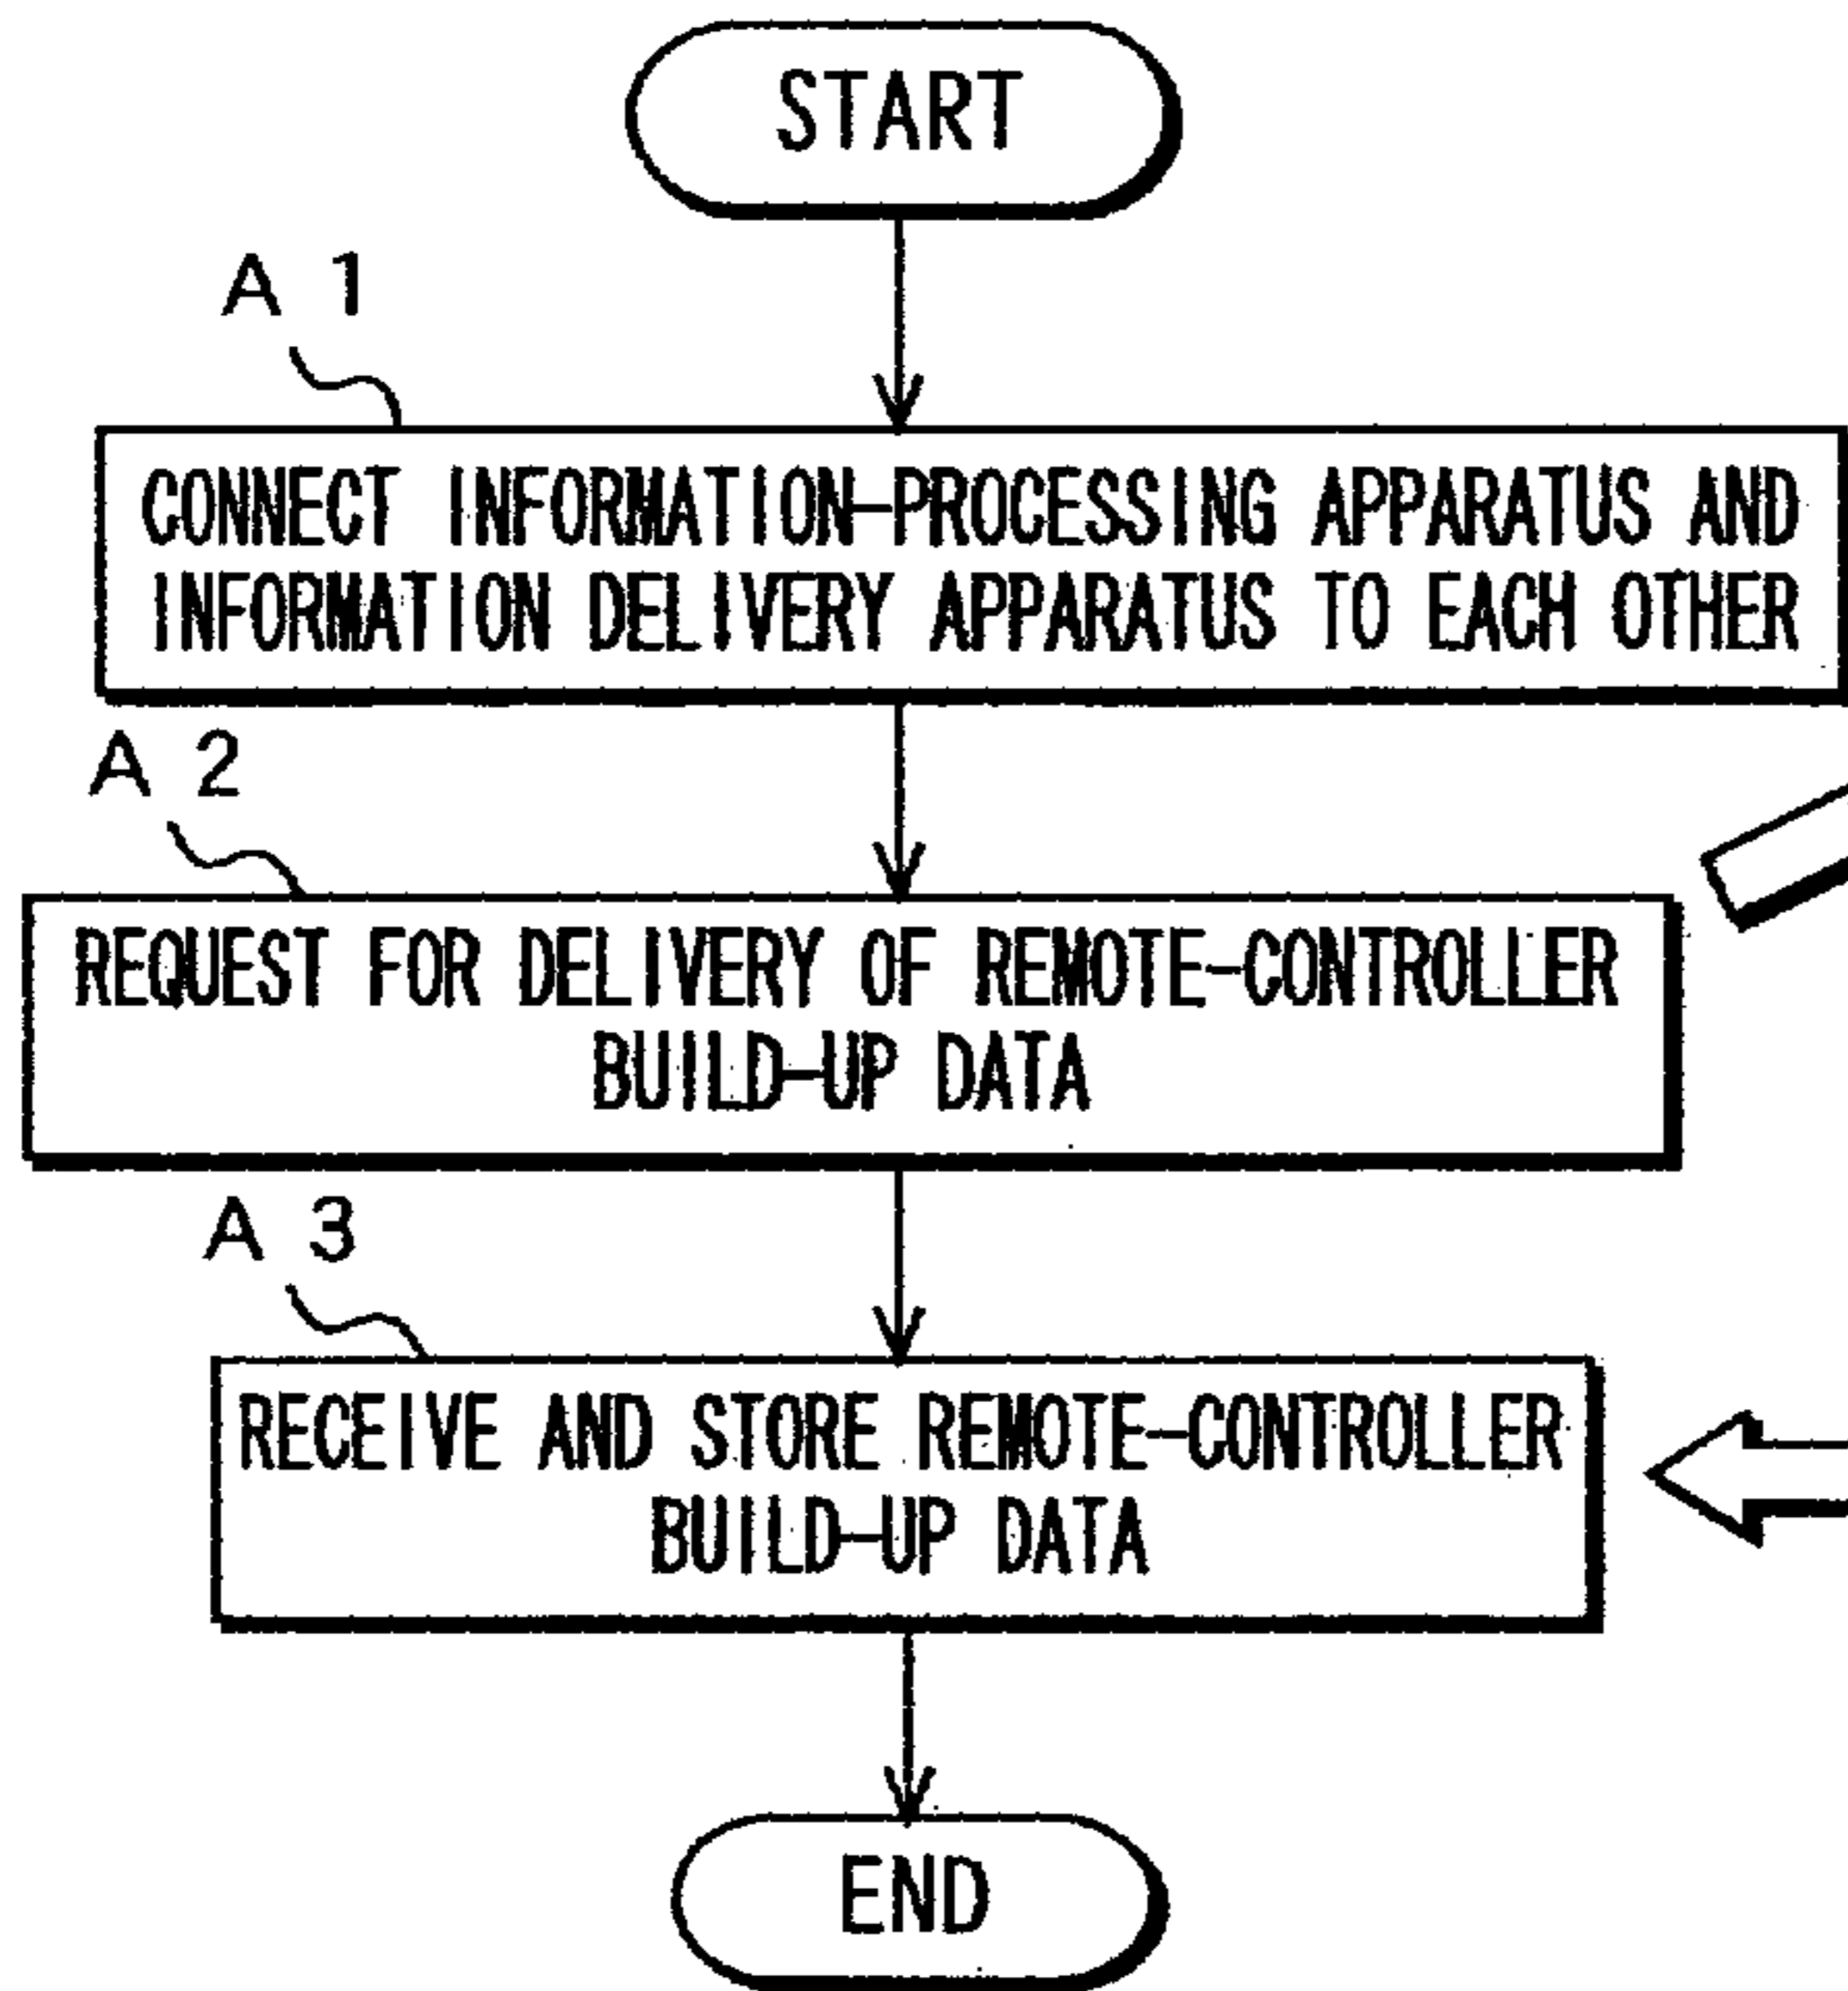 START
A 1
CONNECT INFORMATION-PROCESSING APPARATUS AND
INFORMATION DELIVERY APPARATUS TO EACH OTHER
A 2
REQUEST FOR DELIVERY OF REMOTE-CONTROLLER
BUILD-UP DATA
A 3
RECEIVE AND STORE REMOTE-CONTROLLER
BUILD-UP DATA
END